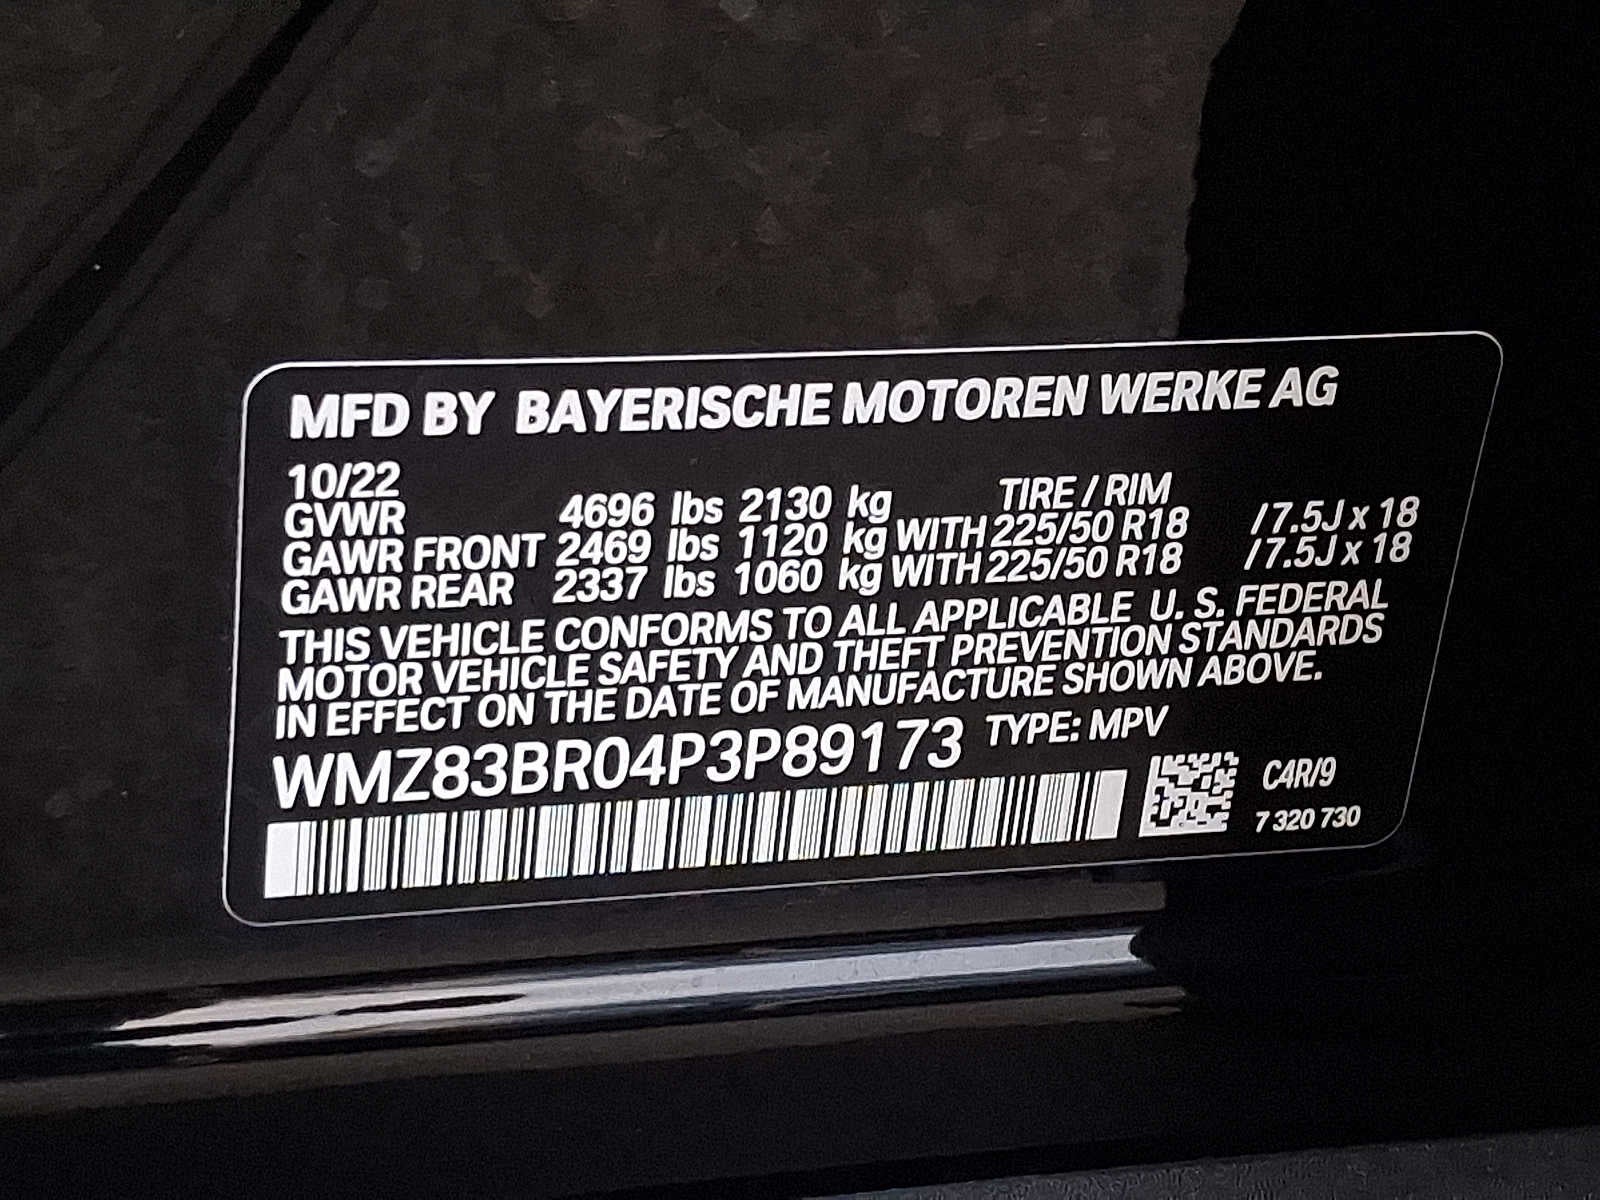 MFD BY BAYERISCHE MOTOREN WERKE AG
10/22 TIRE / RIM
GVWR 4696 lbs 2130 kg
GAWR FRONT 2469 lbs 1120 kg WITH 225/50 R18 / 7.5J x 18
GAWR REAR 2337 lbs 1060 kg WITH 225/50 R18 / 7.5J x 18
THIS VEHICLE CONFORMS TO ALL APPLICABLE U. S. FEDERAL
MOTOR VEHICLE SAFETY AND THEFT PREVENTION STANDARDS
IN EFFECT ON THE DATE OF MANUFACTURE SHOWN ABOVE.
WMZ83BR04P3P89173 TYPE: MPV
C4R/9
7 320 730